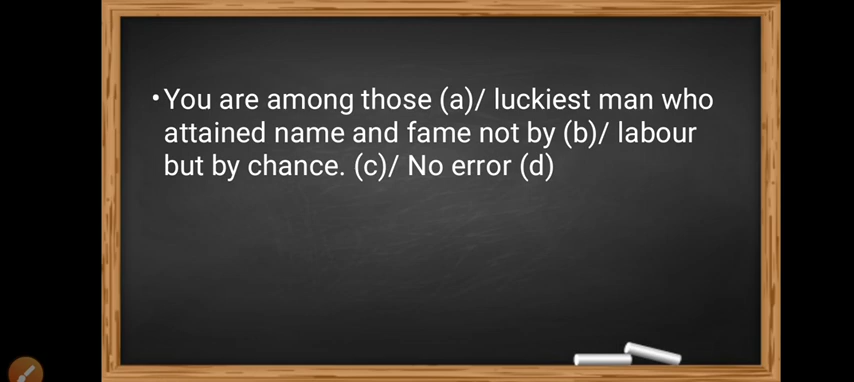 •You are among those (a)/ luckiest man who
attained name and fame not by (b)/ labour
but by chance. (c)/ No error (d)